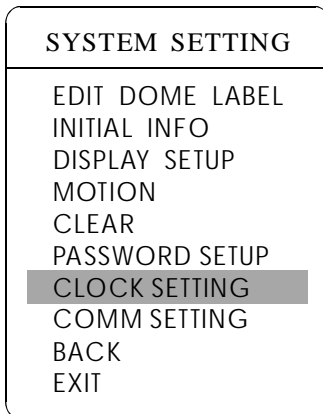 SYSTEM SETTING
EDIT DOME LABEL
INITIAL INFO
DISPLAY SETUP
MOTION
CLEAR
PASSWORD SETUP
CLOCK SETTING
COMM SETTING
BACK
EXIT